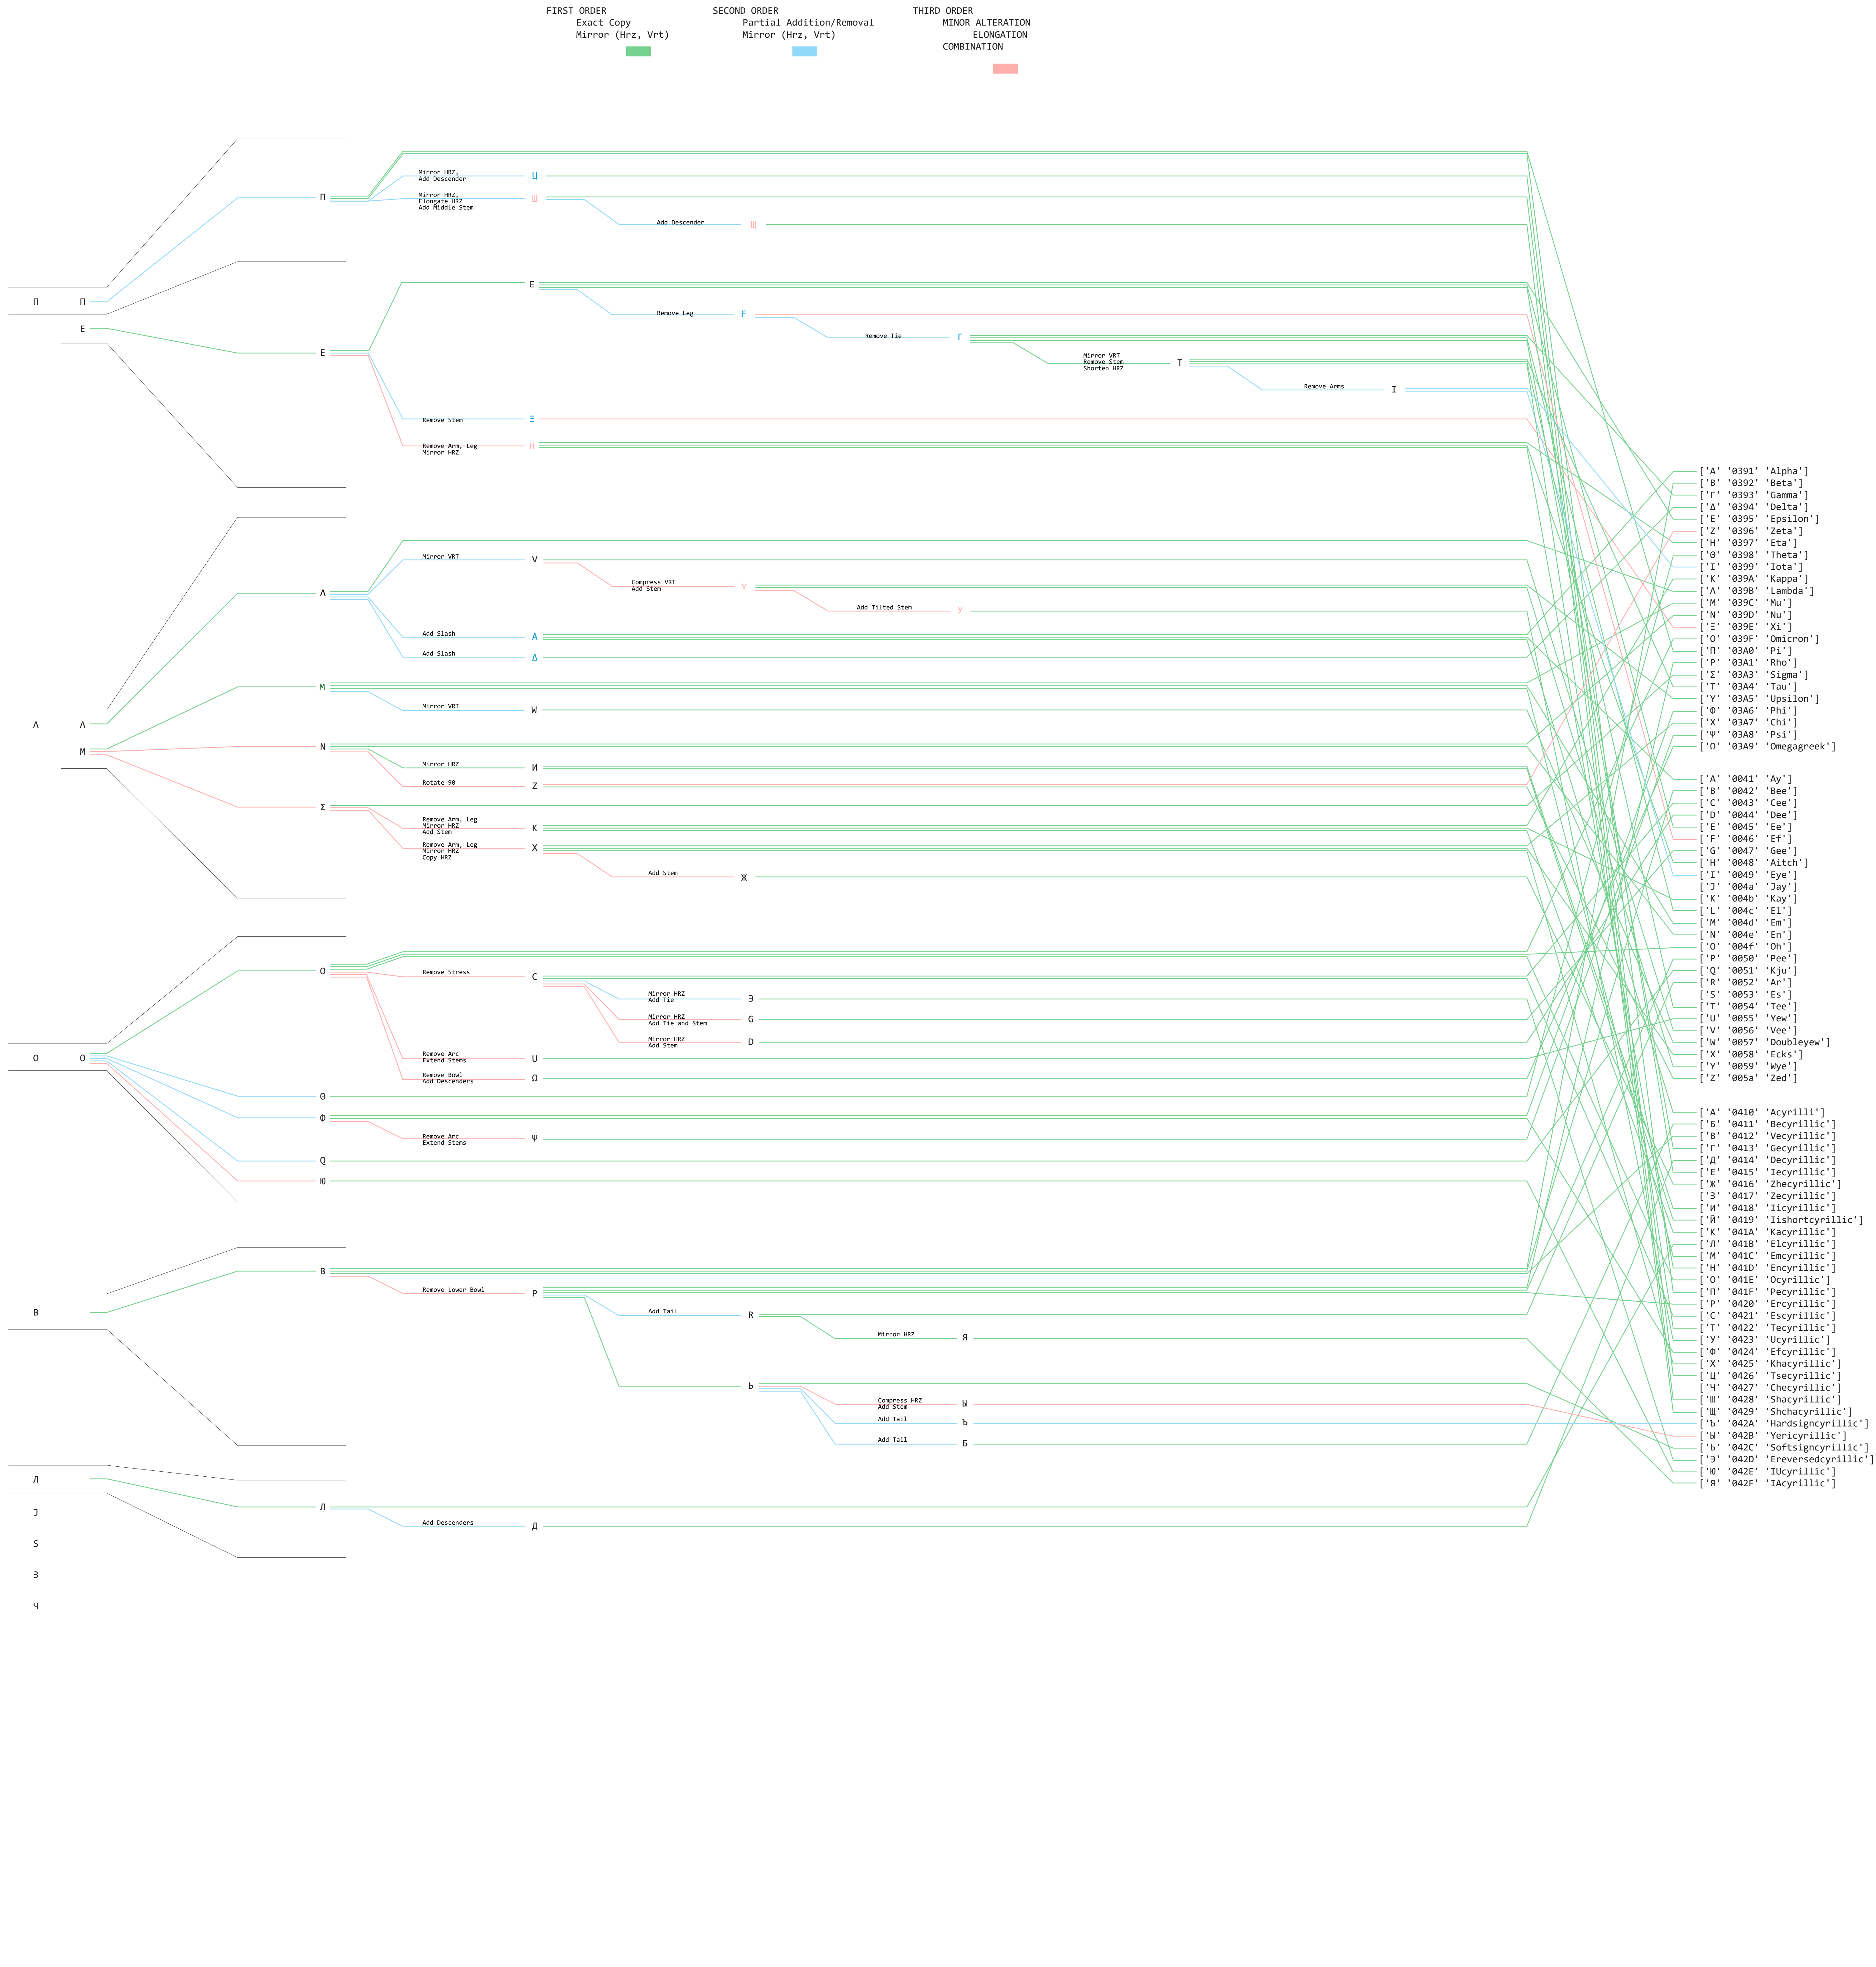 FIRST ORDER
Exact Copy
Mirror (Hrz, Vrt)
SECOND ORDER
Partial Addition/Removal
Mirror (Hrz, Vrt)
THIRD ORDER
MINOR ALTERATION
ELONGATION
COMBINATION
П П
E
П
Mirror HRZ,
Add Descender
Ц
Mirror HRZ,
Elongate HRZ
Add Middle Stem
Ш
Add Descender
Щ
E
E
Remove Leg
F
Remove Tie
Γ
Mirror VRT
Remove Stem
Shorten HRZ
T
Remove Arms
I
Remove Stem
Ξ
Remove Arm, Leg
Mirror HRZ
H
Λ Λ
M
Λ
Mirror VRT
V
Compress VRT
Add Stem
Y
Add Tilted Stem
У
Add Slash
A
Add Slash
Δ
M
Mirror VRT
W
N
Mirror HRZ
И
Rotate 90
Z
Σ
Remove Arm, Leg
Mirror HRZ
Add Stem
K
Remove Arm, Leg
Mirror HRZ
Copy HRZ
X
Add Stem
Ж
O O
O
Remove Stress
C
Mirror HRZ
Add Tie
Э
Mirror HRZ
Add Tie and Stem
G
Mirror HRZ
Add Stem
D
Remove Arc
Extend Stems
U
Remove Bowl
Add Descenders
Ω
Θ
Φ
Remove Arc
Extend Stems
Ψ
Q
Ю
B
B
Remove Lower Bowl
P
Add Tail
R
Mirror HRZ
Я
Ь
Compress HRZ
Add Stem
Ы
Add Tail
Ъ
Add Tail
Б
Л
Л
Add Descenders
Д
J
S
З
Ч
['Α' '0391' 'Alpha']
['Β' '0392' 'Beta']
['Γ' '0393' 'Gamma']
['Δ' '0394' 'Delta']
['Ε' '0395' 'Epsilon']
['Ζ' '0396' 'Zeta']
['Η' '0397' 'Eta']
['Θ' '0398' 'Theta']
['Ι' '0399' 'Iota']
['Κ' '039A' 'Kappa']
['Λ' '039B' 'Lambda']
['Μ' '039C' 'Mu']
['Ν' '039D' 'Nu']
['Ξ' '039E' 'Xi']
['Ο' '039F' 'Omicron']
['Π' '03A0' 'Pi']
['Ρ' '03A1' 'Rho']
['Σ' '03A3' 'Sigma']
['Τ' '03A4' 'Tau']
['Υ' '03A5' 'Upsilon']
['Φ' '03A6' 'Phi']
['Χ' '03A7' 'Chi']
['Ψ' '03A8' 'Psi']
['Ω' '03A9' 'Omegagreek']
['A' '0041' 'Ay']
['B' '0042' 'Bee']
['C' '0043' 'Cee']
['D' '0044' 'Dee']
['E' '0045' 'Ee']
['F' '0046' 'Ef']
['G' '0047' 'Gee']
['H' '0048' 'Aitch']
['I' '0049' 'Eye']
['J' '004a' 'Jay']
['K' '004b' 'Kay']
['L' '004c' 'El']
['M' '004d' 'Em']
['N' '004e' 'En']
['O' '004f' 'Oh']
['P' '0050' 'Pee']
['Q' '0051' 'Kju']
['R' '0052' 'Ar']
['S' '0053' 'Es']
['T' '0054' 'Tee']
['U' '0055' 'Yew']
['V' '0056' 'Vee']
['W' '0057' 'Doubleyew']
['X' '0058' 'Ecks']
['Y' '0059' 'Wye']
['Z' '005a' 'Zed']
['А' '0410' 'Acyrilli']
['Б' '0411' 'Becyrillic']
['В' '0412' 'Vecyrillic']
['Г' '0413' 'Gecyrillic']
['Д' '0414' 'Decyrillic']
['Е' '0415' 'Iecyrillic']
['Ж' '0416' 'Zhecyrillic']
['З' '0417' 'Zecyrillic']
['И' '0418' 'Iicyrillic']
['Й' '0419' 'Iishortcyrillic']
['К' '041A' 'Kacyrillic']
['Л' '041B' 'Elcyrillic']
['М' '041C' 'Emcyrillic']
['Н' '041D' 'Encyrillic']
['О' '041E' 'Ocyrillic']
['П' '041F' 'Pecyrillic']
['Р' '0420' 'Ercyrillic']
['С' '0421' 'Escyrillic']
['Т' '0422' 'Tecyrillic']
['У' '0423' 'Ucyrillic']
['Ф' '0424' 'Efcyrillic']
['Х' '0425' 'Khacyrillic']
['Ц' '0426' 'Tsecyrillic']
['Ч' '0427' 'Checyrillic']
['Ш' '0428' 'Shacyrillic']
['Щ' '0429' 'Shchacyrillic']
['Ъ' '042A' 'Hardsigncyrillic']
['Ы' '042B' 'Yericyrillic']
['Ь' '042C' 'Softsigncyrillic']
['Э' '042D' 'Ereversedcyrillic']
['Ю' '042E' 'IUcyrillic']
['Я' '042F' 'IAcyrillic']